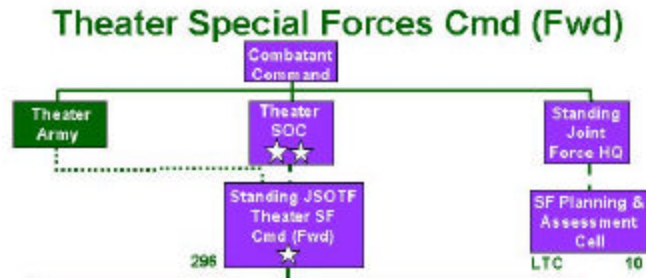 Theater Special Forces Cmd (Fwd)
Combatant
Command
Theater
Army
Theater
SOC
Standing
Joint
Force HQ
Standing JSOTF
Theater SF
Cmd (Fwd)
296
SF Planning &
Assessment
Cell
LTC 10